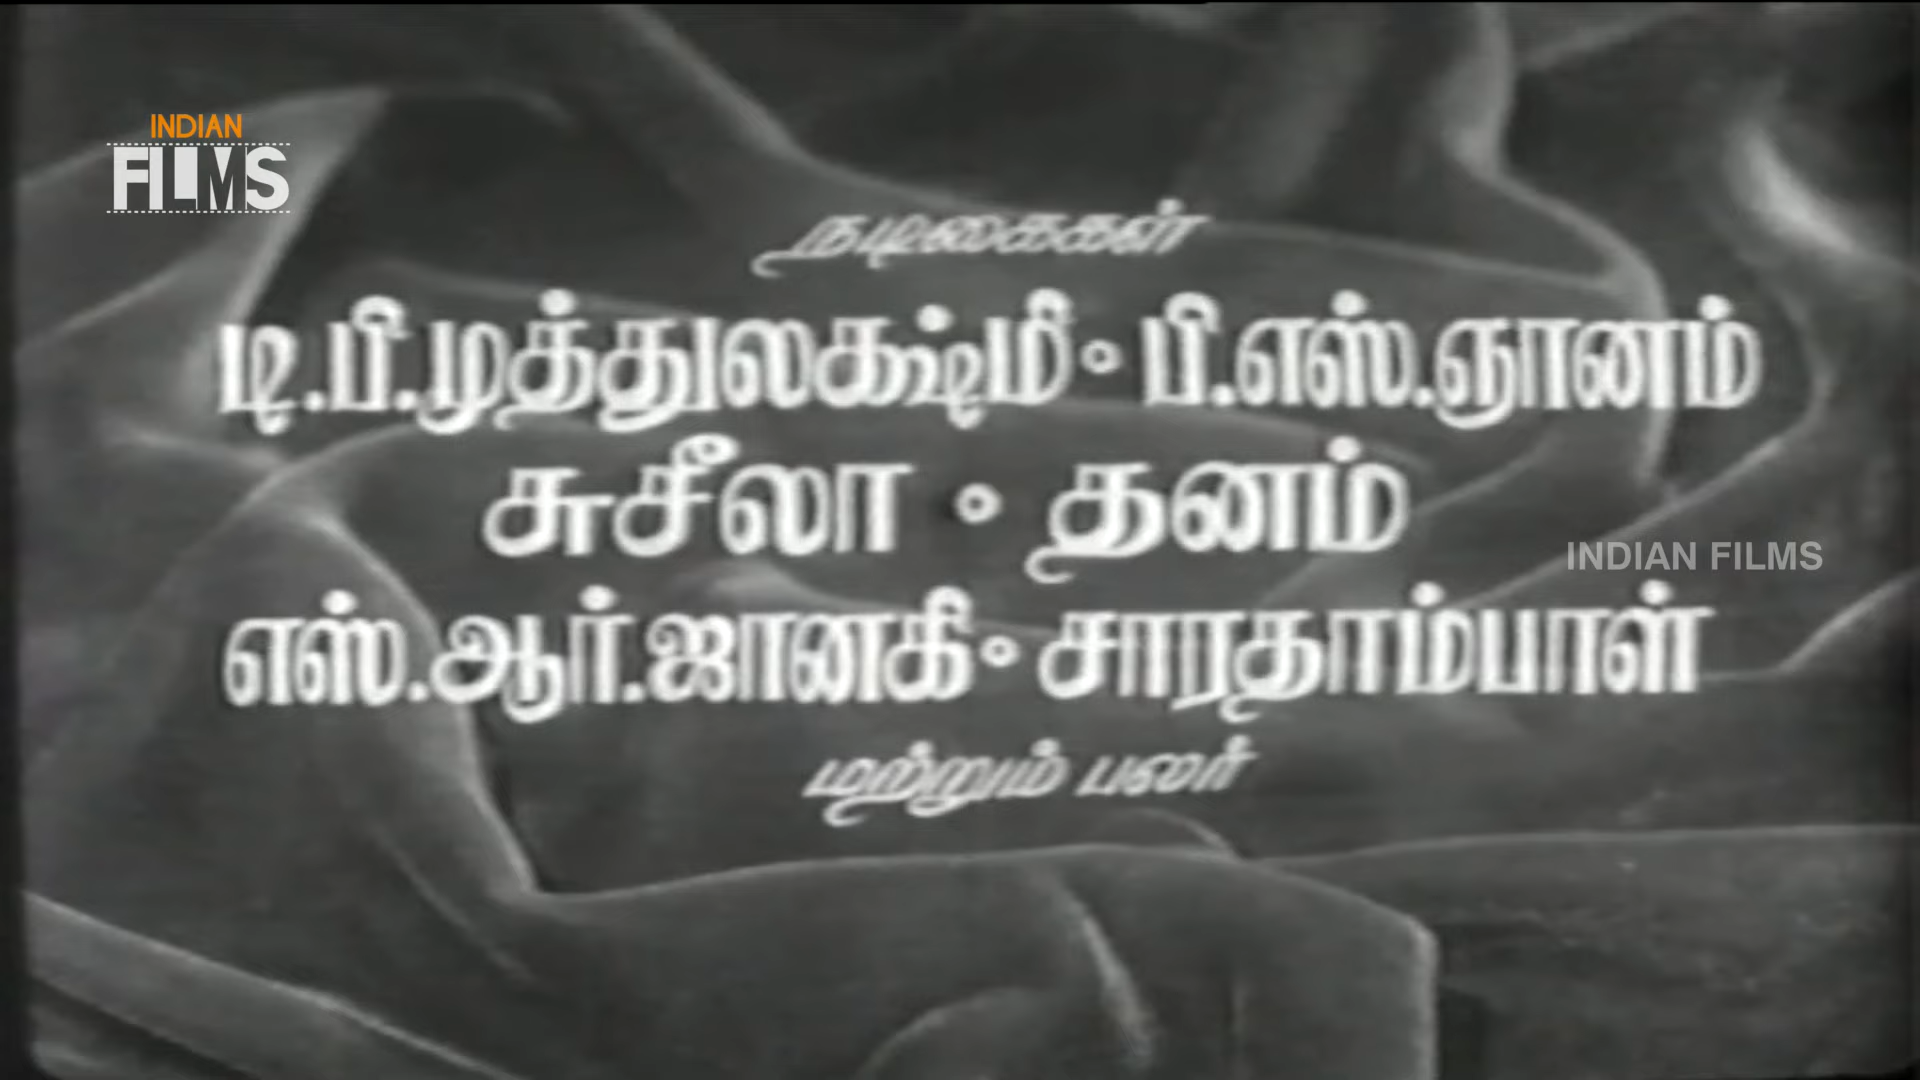 INDIAN
FILMS
நடிகைகள்
டி.பி.முத்துலக்ஷ்மி • பி.எஸ்.ஞானம்
சுசீலா • தனம்
INDIAN FILMS
எஸ்.ஆர்.ஜானகி • சாரதாம்பாள்
மற்றும் பலர்